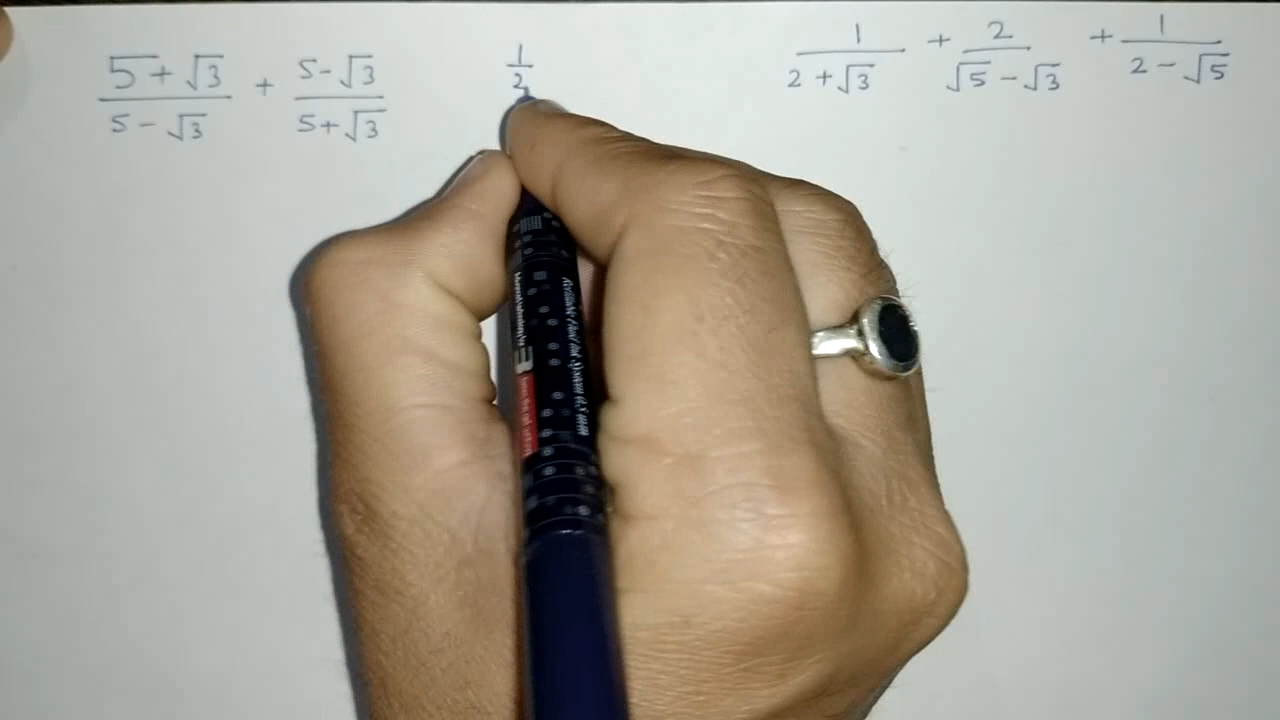 5+√3 / 5-√3 + 5-√3 / 5+√3
1/2
1 / 2+√3 + 2 / √5-√3 + 1 / 2-√5